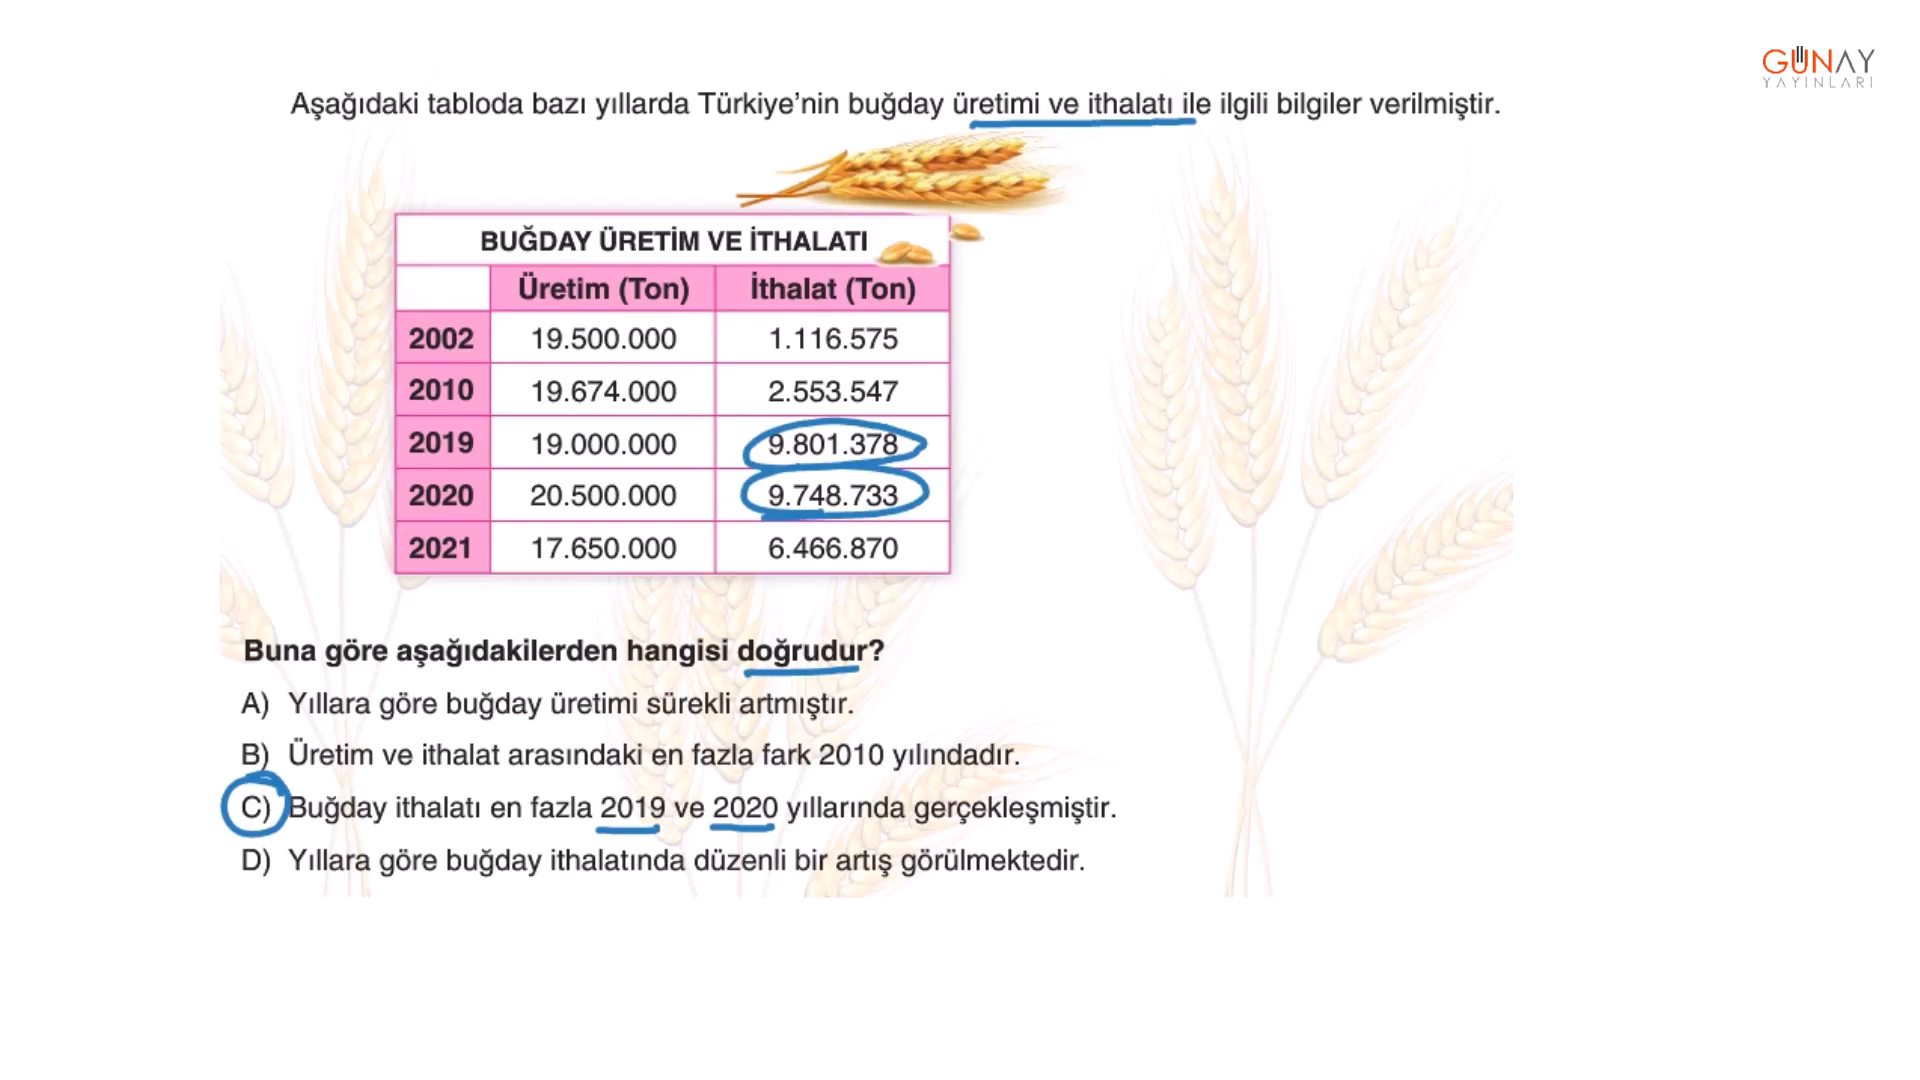 GÜNAY
YAYINLARI
Aşağıdaki tabloda bazı yıllarda Türkiye’nin buğday üretimi ve ithalatı ile ilgili bilgiler verilmiştir.
BUĞDAY ÜRETİM VE İTHALATI
Üretim (Ton) İthalat (Ton)
2002 19.500.000 1.116.575
2010 19.674.000 2.553.547
2019 19.000.000 9.801.378
2020 20.500.000 9.748.733
2021 17.650.000 6.466.870
Buna göre aşağıdakilerden hangisi doğrudur?
A) Yıllara göre buğday üretimi sürekli artmıştır.
B) Üretim ve ithalat arasındaki en fazla fark 2010 yılındadır.
C) Buğday ithalatı en fazla 2019 ve 2020 yıllarında gerçekleşmiştir.
D) Yıllara göre buğday ithalatında düzenli bir artış görülmektedir.